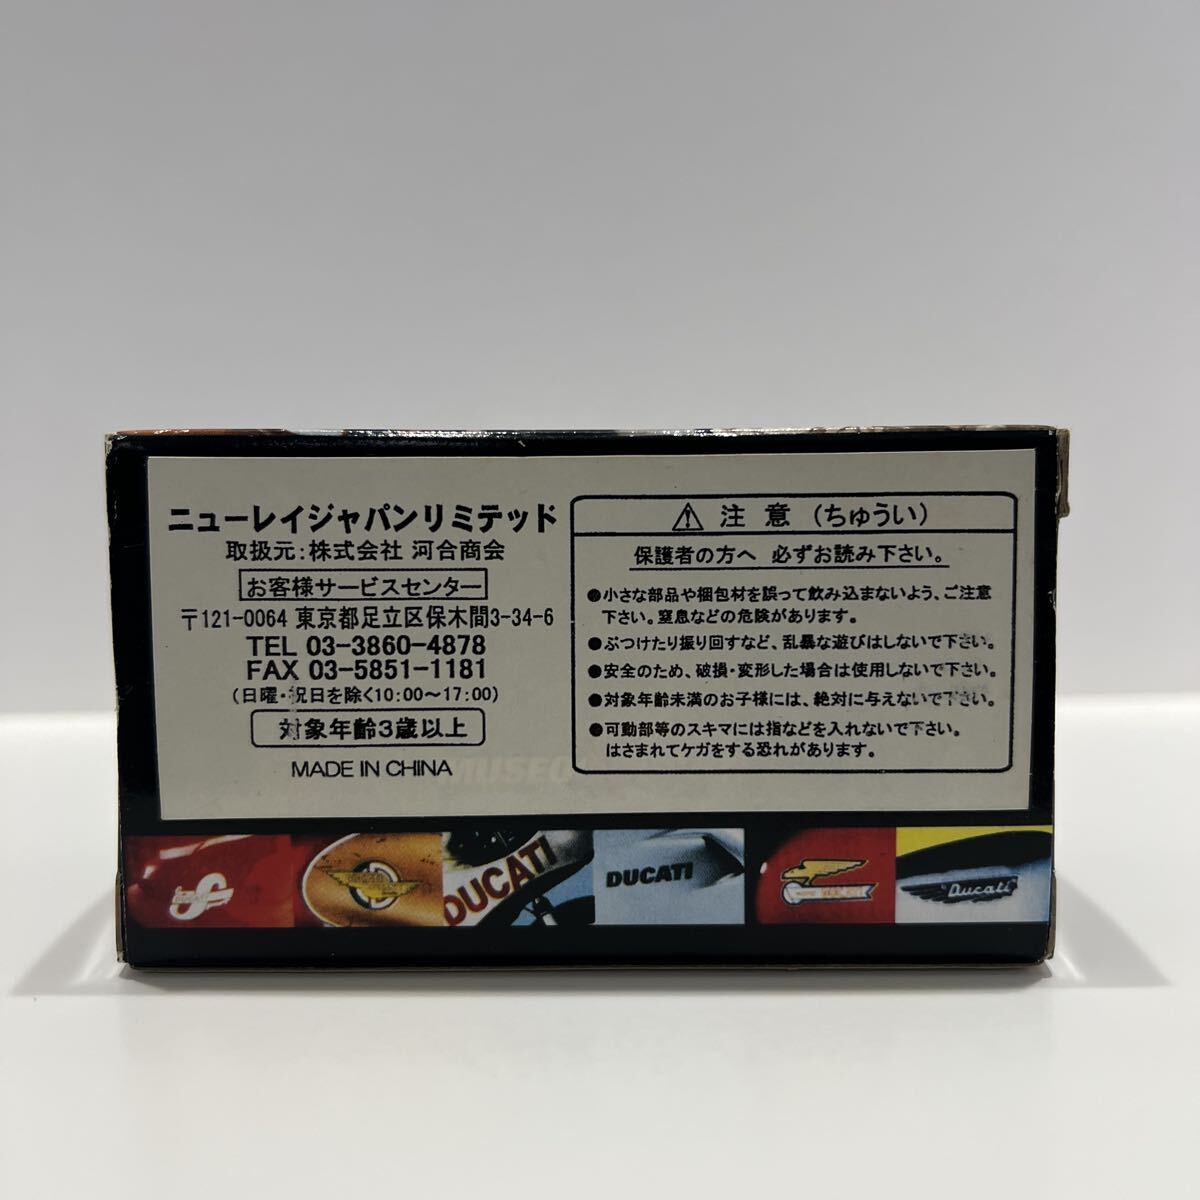 ニューレイジャパンリミテッド
取扱元:株式会社 河合商会
お客様サービスセンター
〒121-0064 東京都足立区保木間3-34-6
TEL 03-3860-4878
FAX 03-5851-1181
(日曜・祝日を除く10:00〜17:00)
対象年齢3歳以上
MADE IN CHINA
⚠ 注 意 (ちゅうい)
保護者の方へ 必ずお読み下さい。
●小さな部品や梱包材を誤って飲み込まないよう、ご注意
下さい。窒息などの危険があります。
●ぶつけたり振り回すなど、乱暴な遊びはしないで下さい。
●安全のため、破損・変形した場合は使用しないで下さい。
●対象年齢未満のお子様には、絶対に与えないで下さい。
●可動部等のスキマには指などを入れないで下さい。
はさまれてケガをする恐れがあります。
MUSEO
DUCATI
DUCATI
DUCATI
Ducati